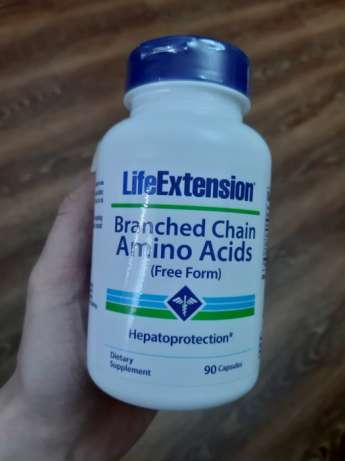 LifeExtension®
Branched Chain
Amino Acids
(Free Form)
Hepatoprotection*
Dietary
Supplement
90 Capsules